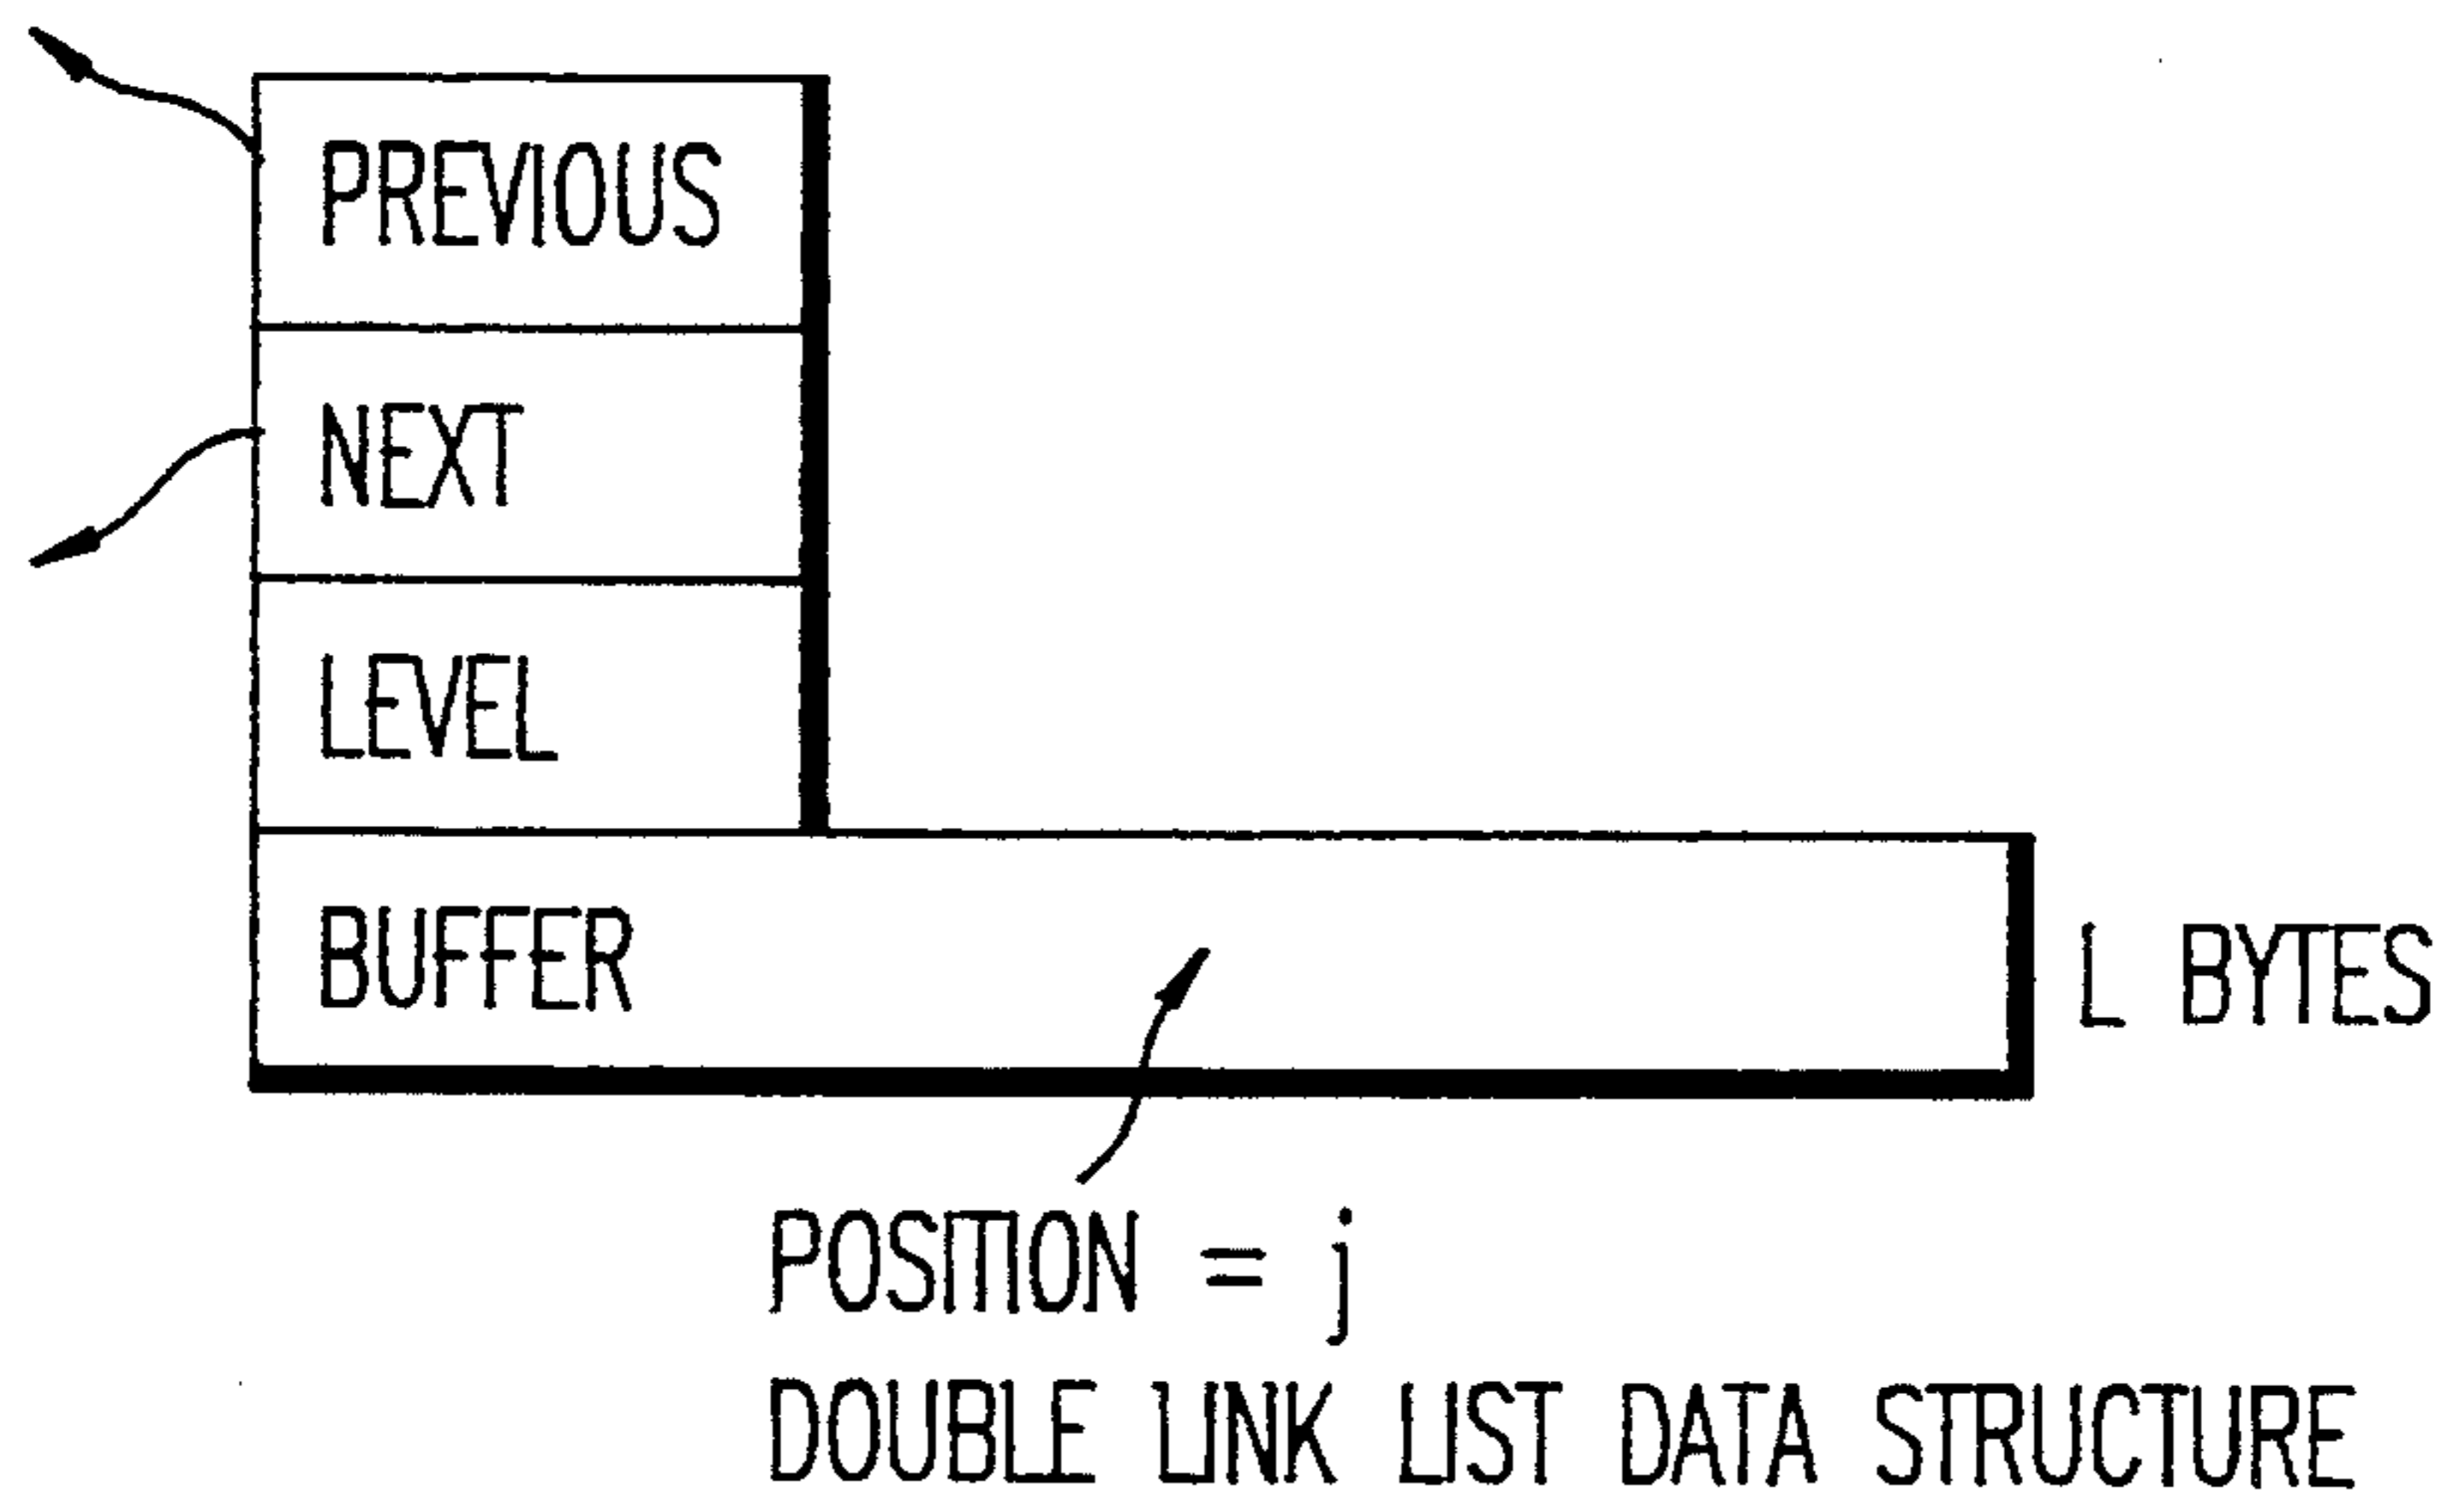 PREVIOUS
NEXT
LEVEL
BUFFER
L BYTES
POSITION = j
DOUBLE LINK LIST DATA STRUCTURE